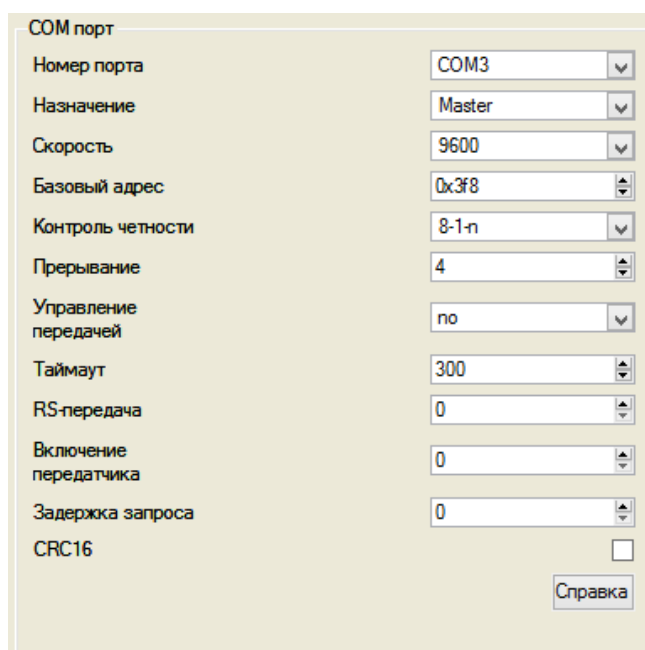 COM порт
Номер порта COM3
Назначение Master
Скорость 9600
Базовый адрес 0x3f8
Контроль четности 8-1-n
Прерывание 4
Управление
передачей no
Таймаут 300
RS-передача 0
Включение
передатчика 0
Задержка запроса 0
CRC16
Справка